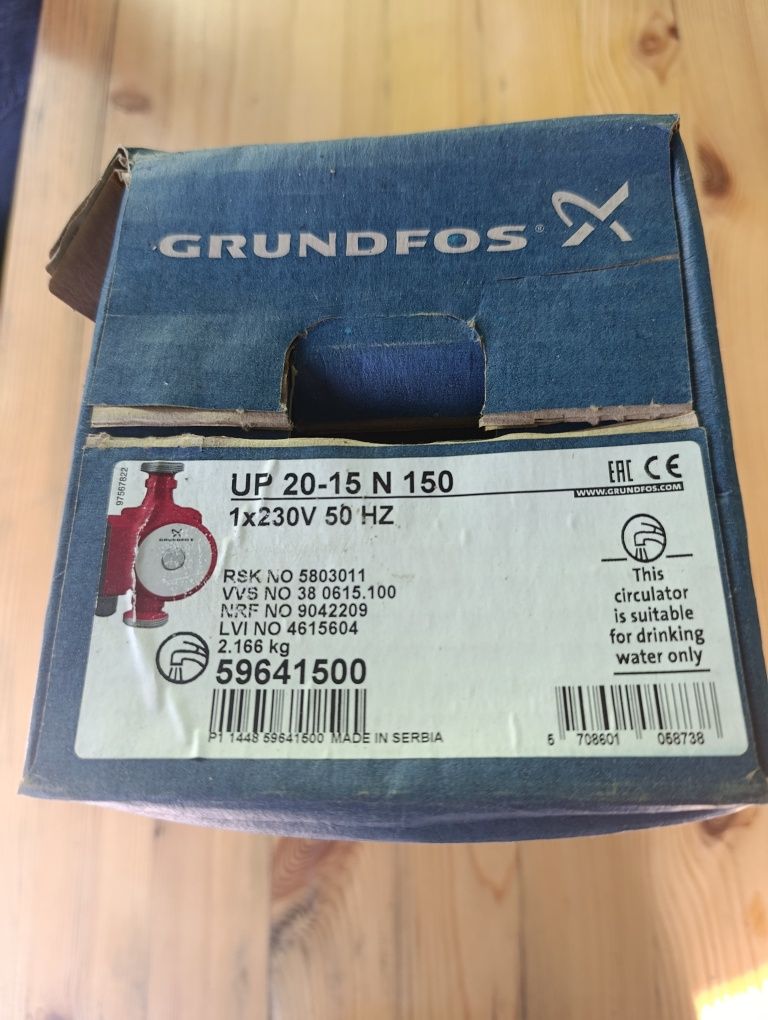 GRUNDFOS®
97567822
GRUNDFOS
UP 20-15 N 150
1x230V 50 HZ
EAC CE
WWW.GRUNDFOS.COM
RSK NO 5803011
VVS NO 38 0615.100
NRF NO 9042209
LVI NO 4615604
2.166 kg
59641500
P1 1448 59641500 MADE IN SERBIA
This
circulator
is suitable
for drinking
water only
5 708601 058738